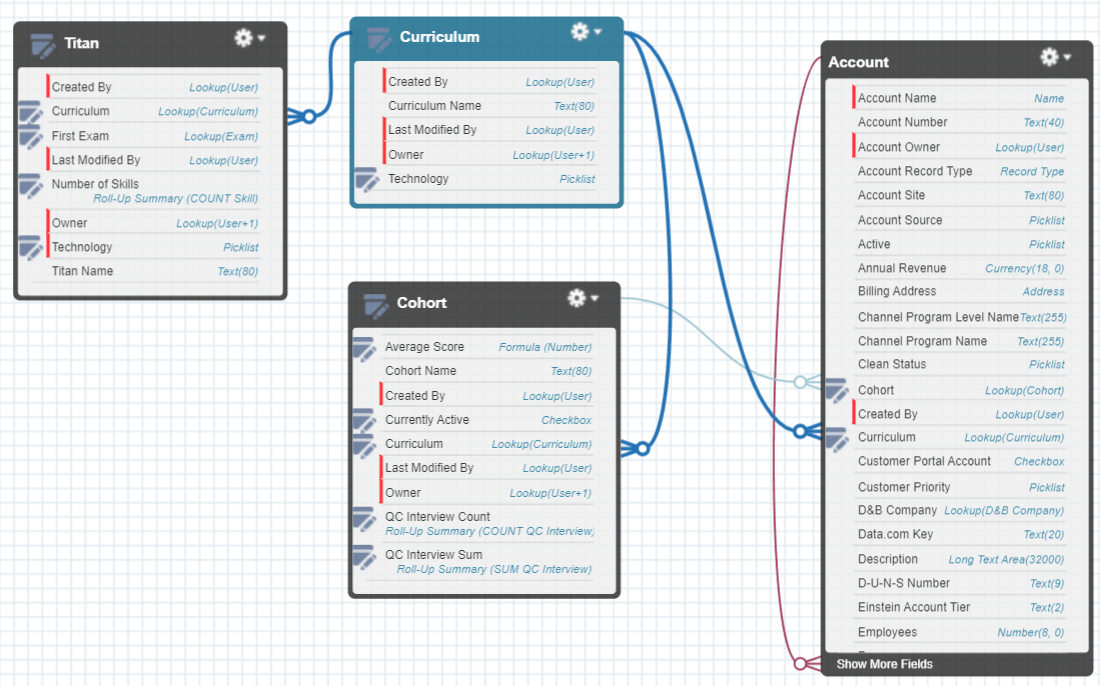 Titan
Created By Lookup(User)
Curriculum Lookup(Curriculum)
First Exam Lookup(Exam)
Last Modified By Lookup(User)
Number of Skills
Roll-Up Summary (COUNT Skill)
Owner Lookup(User+1)
Technology Picklist
Titan Name Text(80)
Curriculum
Created By Lookup(User)
Curriculum Name Text(80)
Last Modified By Lookup(User)
Owner Lookup(User+1)
Technology Picklist
Cohort
Average Score Formula (Number)
Cohort Name Text(80)
Created By Lookup(User)
Currently Active Checkbox
Curriculum Lookup(Curriculum)
Last Modified By Lookup(User)
Owner Lookup(User+1)
QC Interview Count
Roll-Up Summary (COUNT QC Interview)
QC Interview Sum
Roll-Up Summary (SUM QC Interview)
Account
Account Name Name
Account Number Text(40)
Account Owner Lookup(User)
Account Record Type Record Type
Account Site Text(80)
Account Source Picklist
Active Picklist
Annual Revenue Currency(18, 0)
Billing Address Address
Channel Program Level Name Text(255)
Channel Program Name Text(255)
Clean Status Picklist
Cohort Lookup(Cohort)
Created By Lookup(User)
Curriculum Lookup(Curriculum)
Customer Portal Account Checkbox
Customer Priority Picklist
D&B Company Lookup(D&B Company)
Data.com Key Text(20)
Description Long Text Area(32000)
D-U-N-S Number Text(9)
Einstein Account Tier Text(2)
Employees Number(8, 0)
Show More Fields